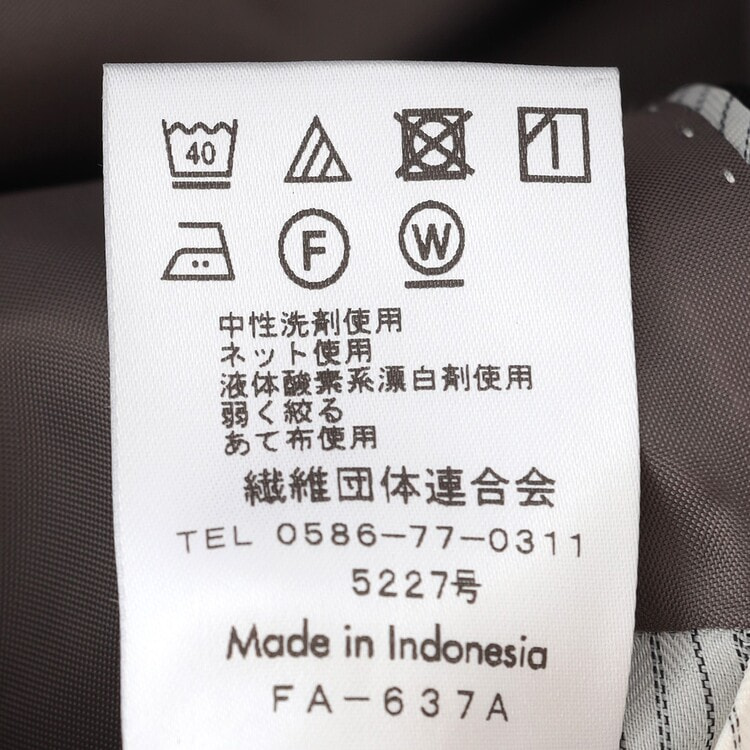 40
F W
中性洗剤使用
ネット使用
液体酸素系漂白剤使用
弱く絞る
あて布使用
繊維団体連合会
TEL 0586-77-0311
5227号
Made in Indonesia
FA-637A